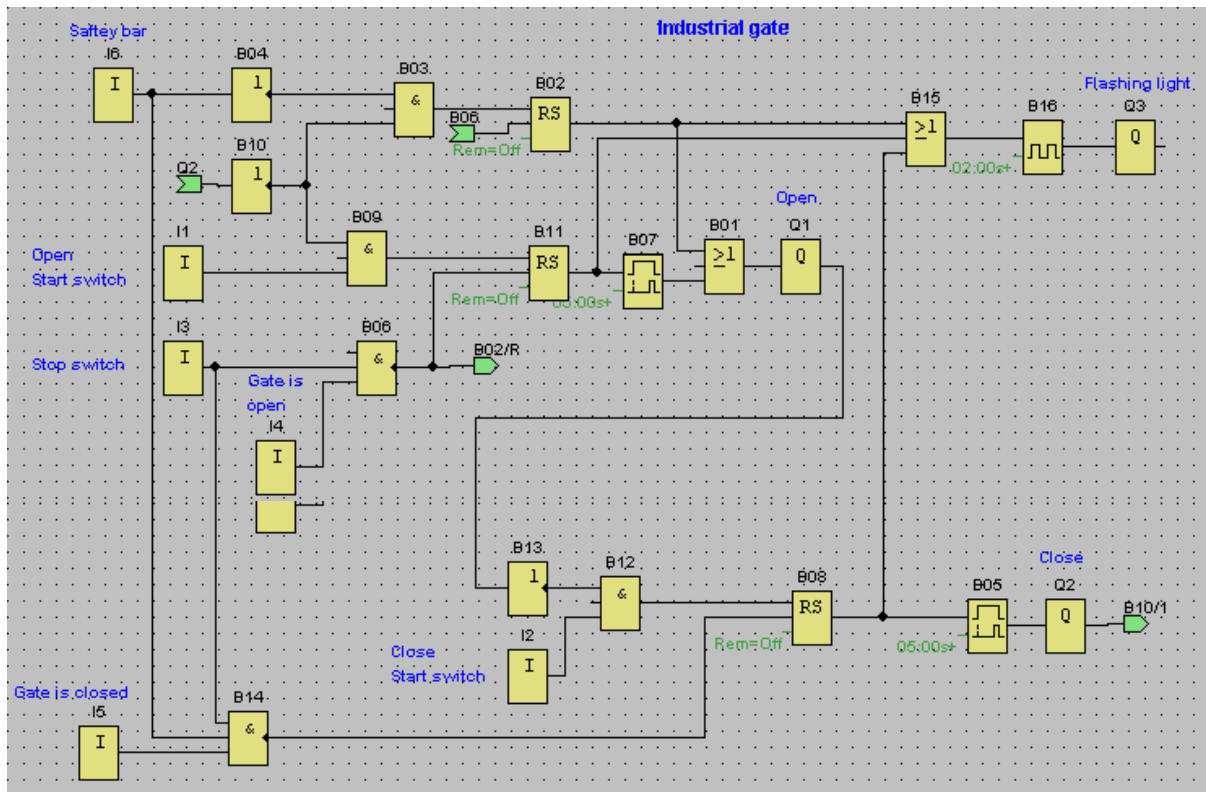 Industrial gate
Saftey bar
I6
I
B04
1
B03
&
B02
RS
B06
Rem=Off
B15
>1
B16
02:00s+
Flashing light
Q3
Q
Q2
B10
1
B09
&
I1
I
Open
Start switch
B11
RS
Rem=Off
B07
05:00s+
B01
>1
Open
Q1
Q
I3
I
Stop switch
B06
&
B02/R
Gate is
open
I4
I
B13
1
B12
&
I2
I
Close
Start switch
B08
RS
Rem=Off
B05
05:00s+
Close
Q2
Q
B10/1
Gate is closed
I5
I
B14
&